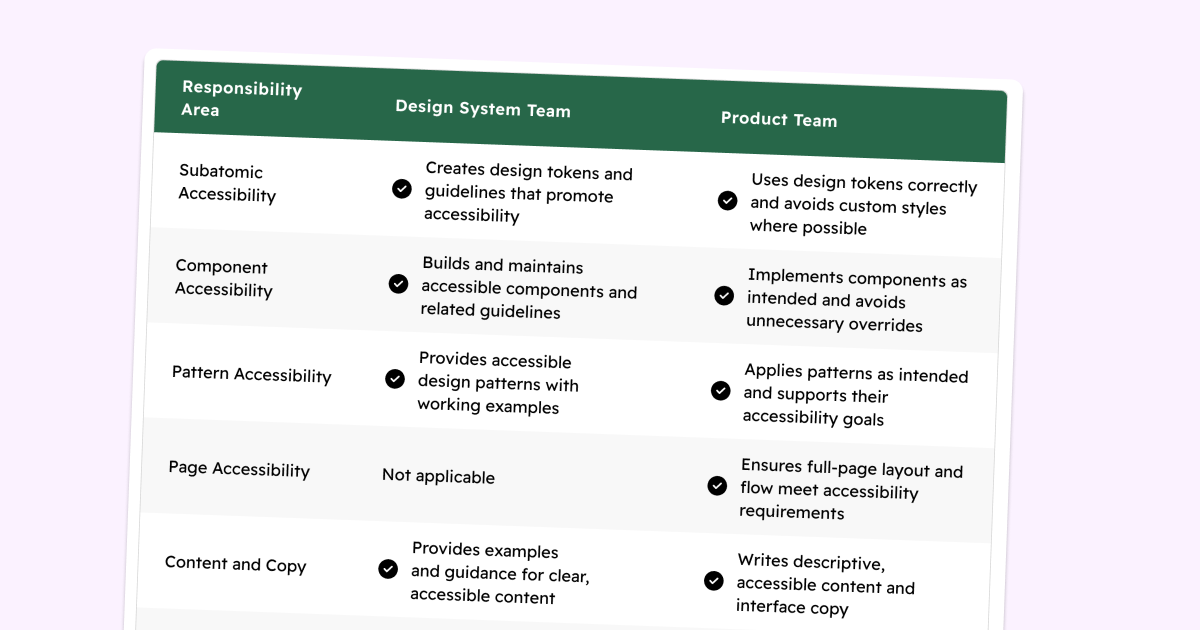 Responsibility
Area
Design System Team
Product Team
Subatomic
Accessibility
Creates design tokens and
guidelines that promote
accessibility
Uses design tokens correctly
and avoids custom styles
where possible
Component
Accessibility
Builds and maintains
accessible components and
related guidelines
Implements components as
intended and avoids
unnecessary overrides
Pattern Accessibility
Provides accessible
design patterns with
working examples
Applies patterns as intended
and supports their
accessibility goals
Page Accessibility
Not applicable
Ensures full-page layout and
flow meet accessibility
requirements
Content and Copy
Provides examples
and guidance for clear,
accessible content
Writes descriptive,
accessible content and
interface copy